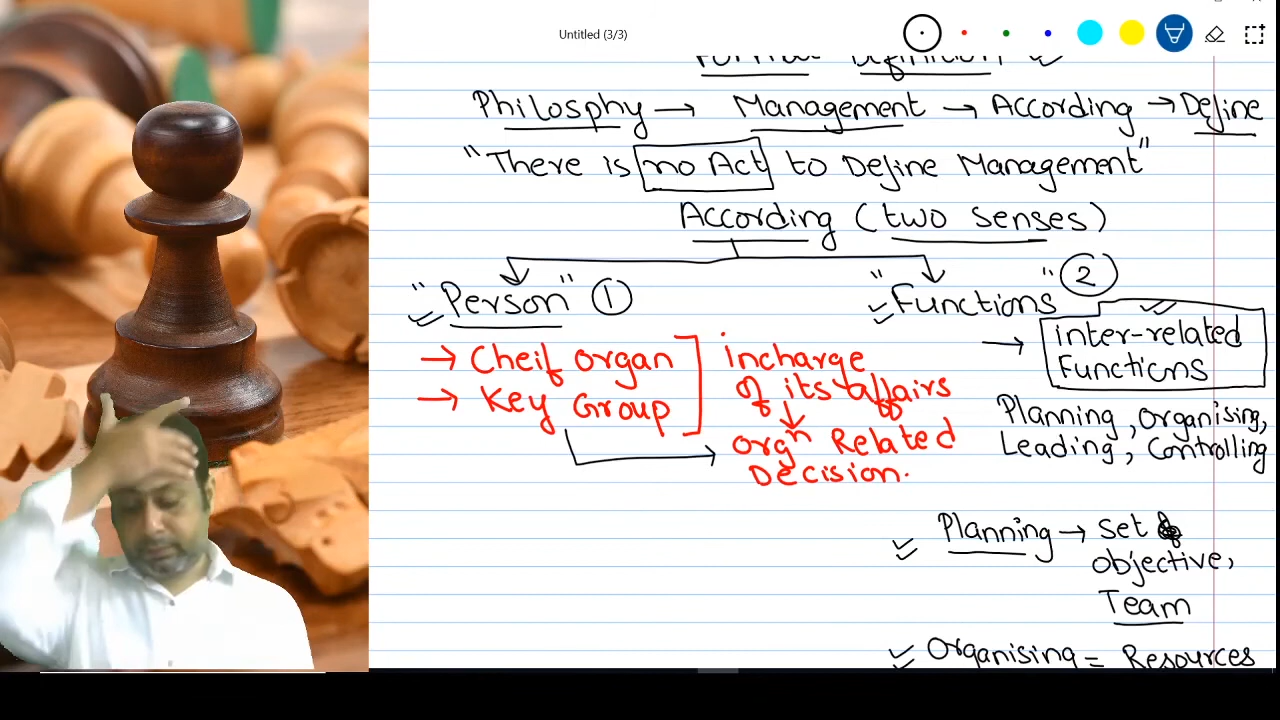 Untitled (3/3)
Formal Definition
Philosphy → Management → According → Define
"There is no Act to Define Management"
According (two senses)
"Person" ①
"Functions" ②
→ Cheif organ
→ Key Group
incharge
of its affairs
↓
orgⁿ Related
Decision.
→ inter-related
Functions
Planning, Organising,
Leading, Controlling
Planning → Set
objective,
Team
Organising = Resources